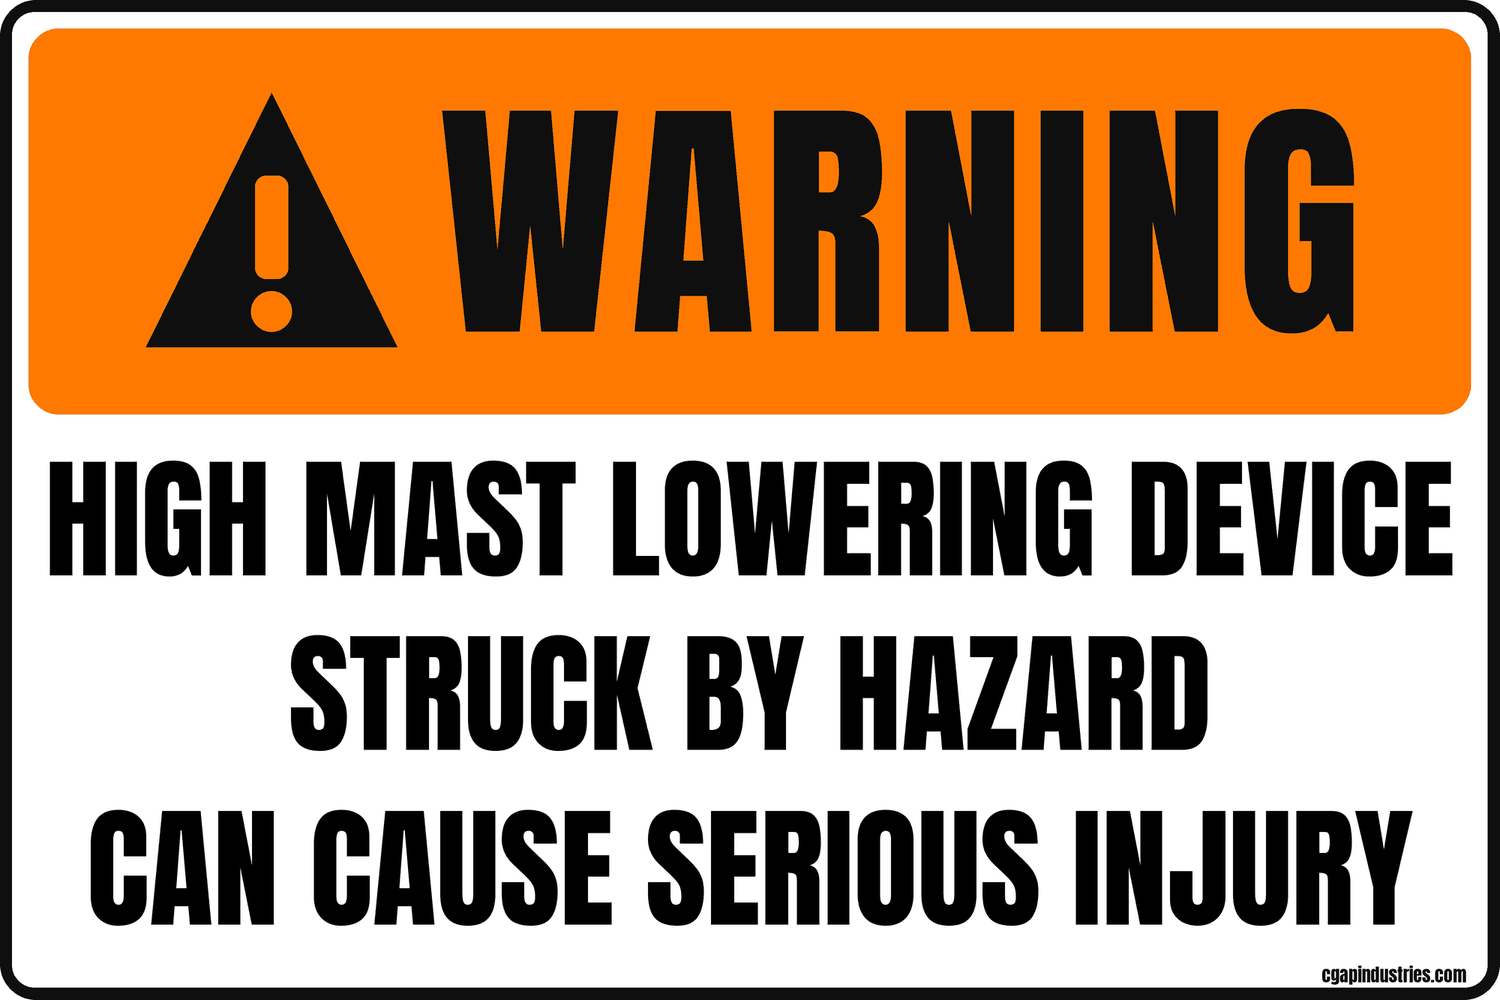 WARNING
HIGH MAST LOWERING DEVICE
STRUCK BY HAZARD
CAN CAUSE SERIOUS INJURY
cgapindustries.com